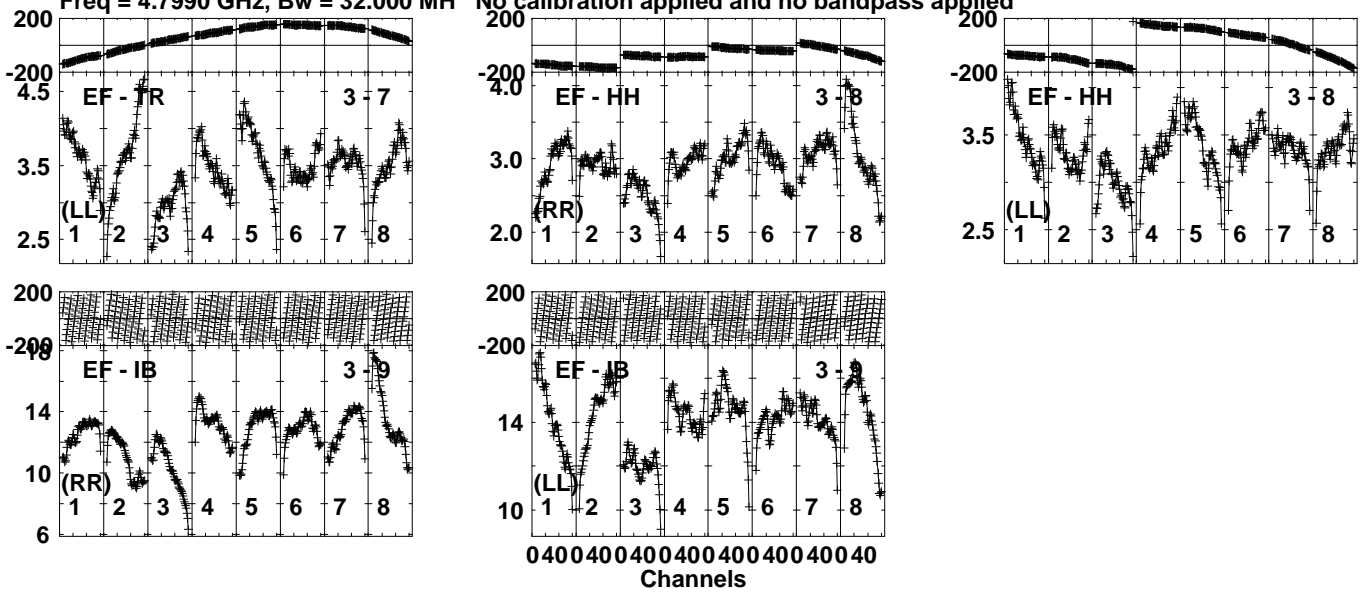 Freq = 4.7990 GHz, Bw = 32.000 MH No calibration applied and no bandpass applied
200
-200
4.5
3.5
2.5
EF - TR 3 - 7
(LL)
1 2 3 4 5 6 7 8
200
-200
4.0
3.0
2.0
EF - HH 3 - 8
(RR)
1 2 3 4 5 6 7 8
200
-200
3.5
2.5
EF - HH 3 - 8
(LL)
1 2 3 4 5 6 7 8
200
-200
18
14
10
6
EF - IB 3 - 9
(RR)
1 2 3 4 5 6 7 8
200
-200
14
10
EF - IB 3 - 9
(LL)
1 2 3 4 5 6 7 8
0 40 0 40 0 40 0 40 0 40 0 40 0 40 0 40
Channels